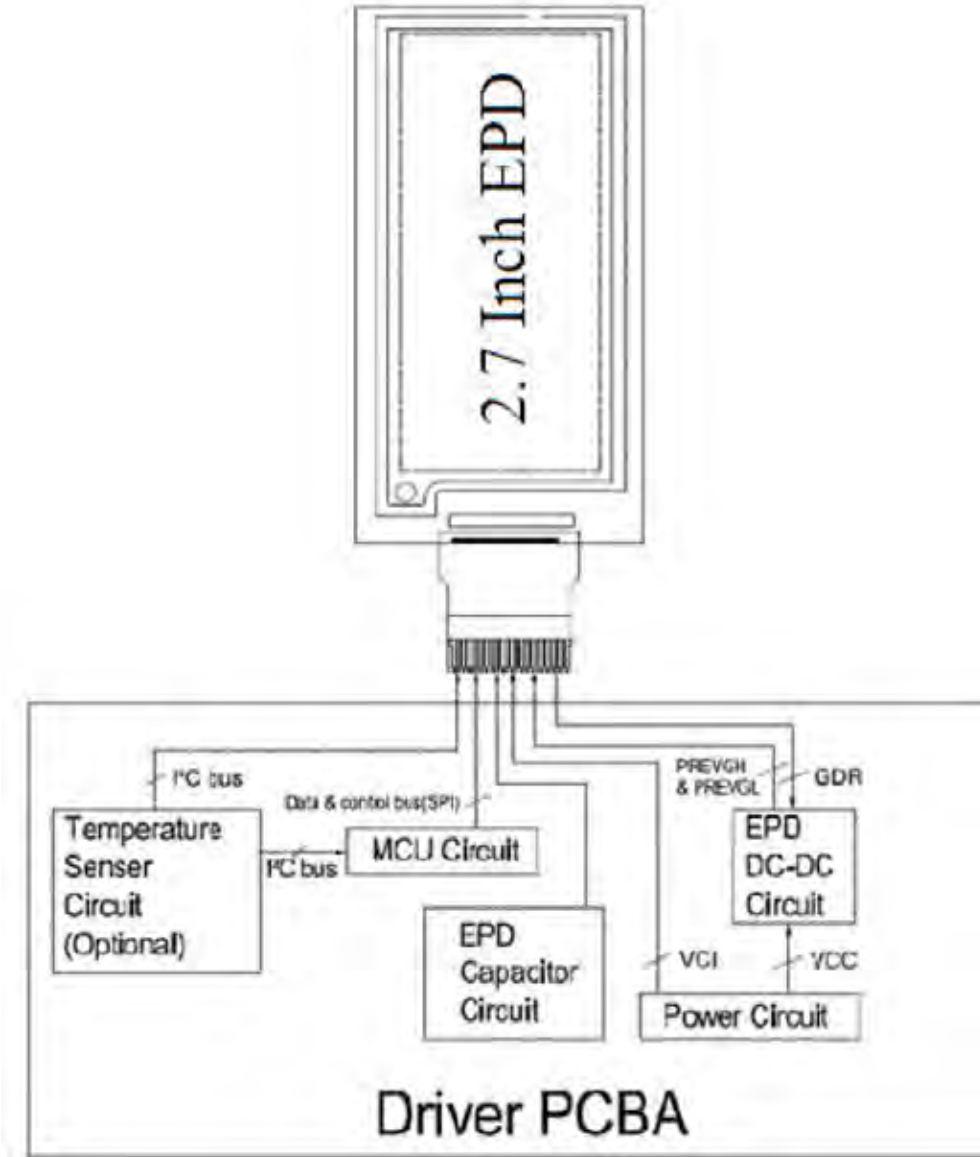 2.7 Inch EPD
I²C bus
Data & control bus(SPI)
PREVGH
& PREVGL
GDR
Temperature
Senser
Circuit
(Optional)
I²C bus
MCU Circuit
EPD
DC-DC
Circuit
EPD
Capacitor
Circuit
VCI
VCC
Power Circuit
Driver PCBA